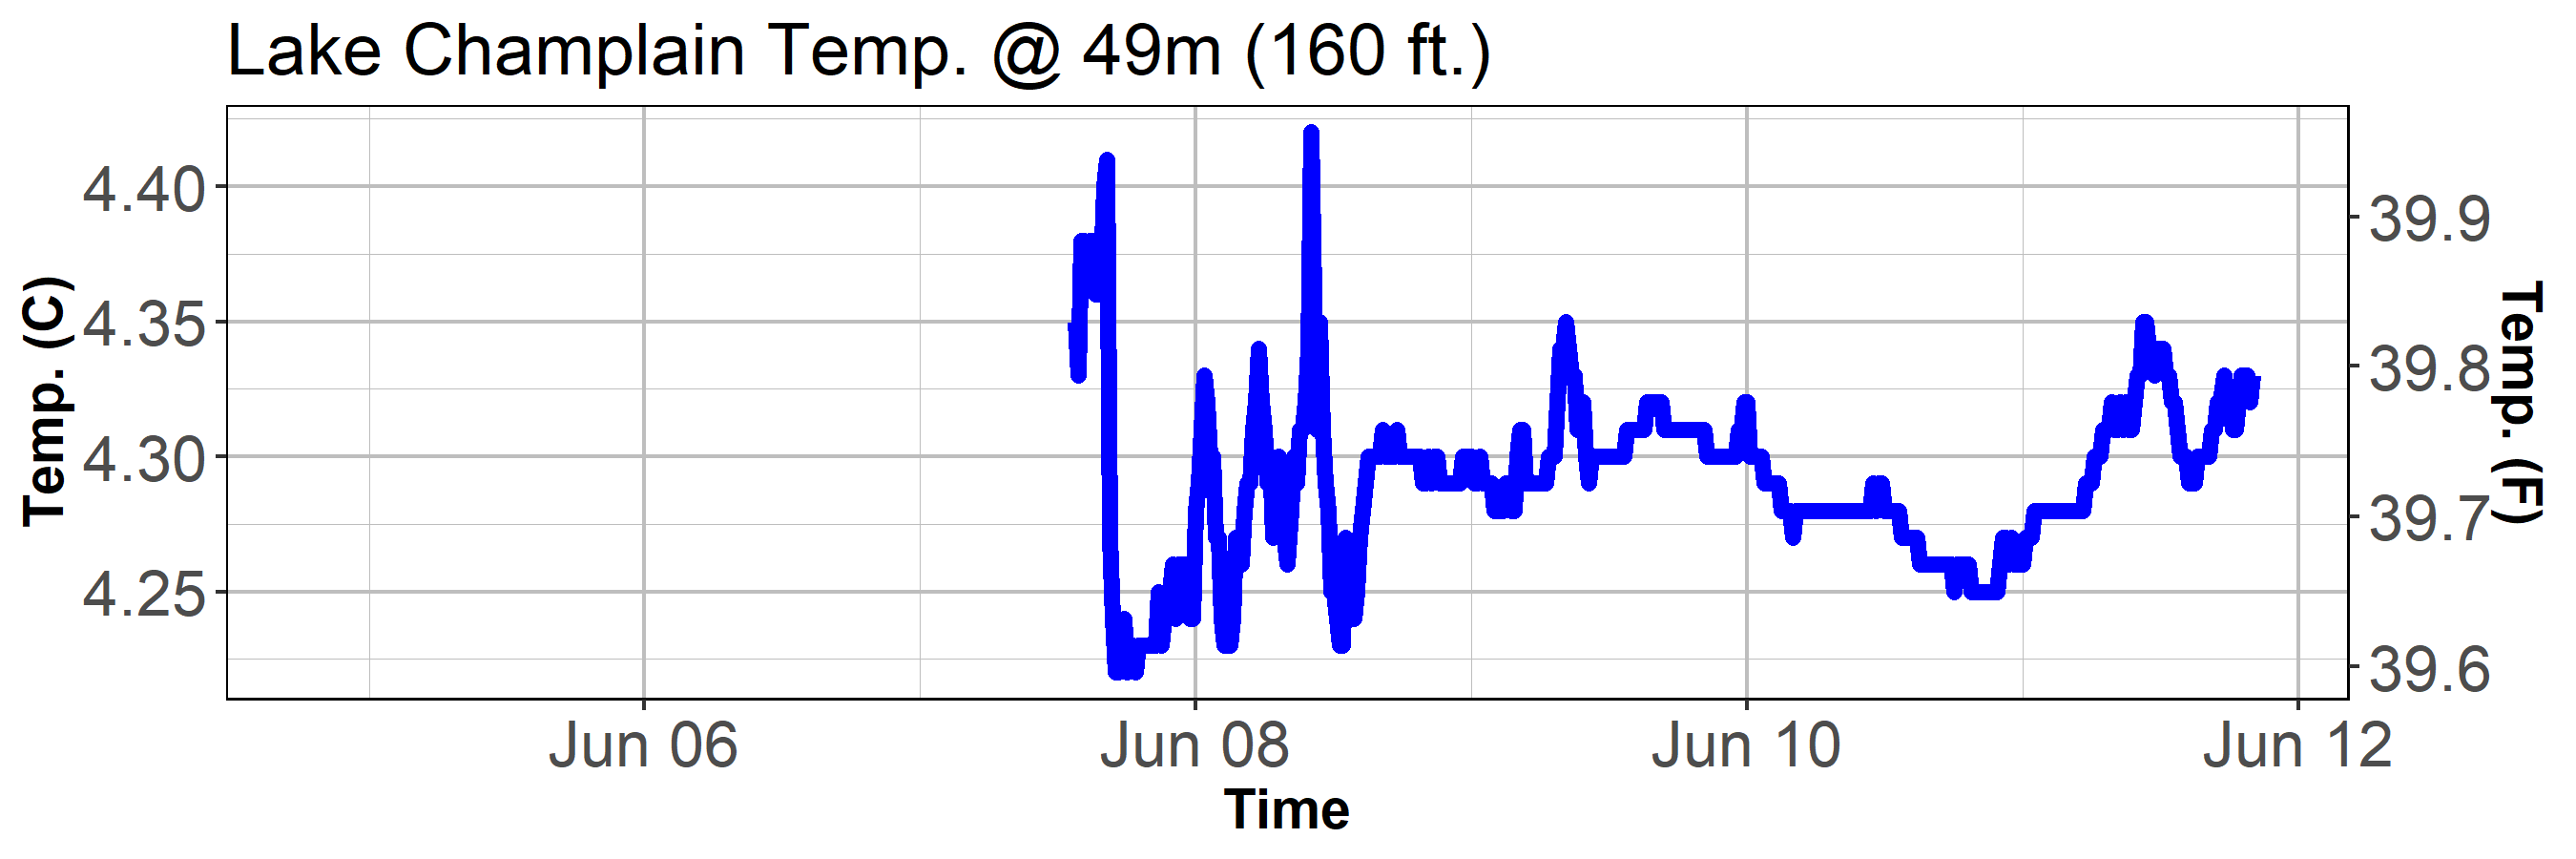 Lake Champlain Temp. @ 49m (160 ft.)
4.40
4.35
4.30
4.25
Temp. (C)
39.9
39.8
39.7
39.6
Temp. (F)
Jun 06 Jun 08 Jun 10 Jun 12
Time